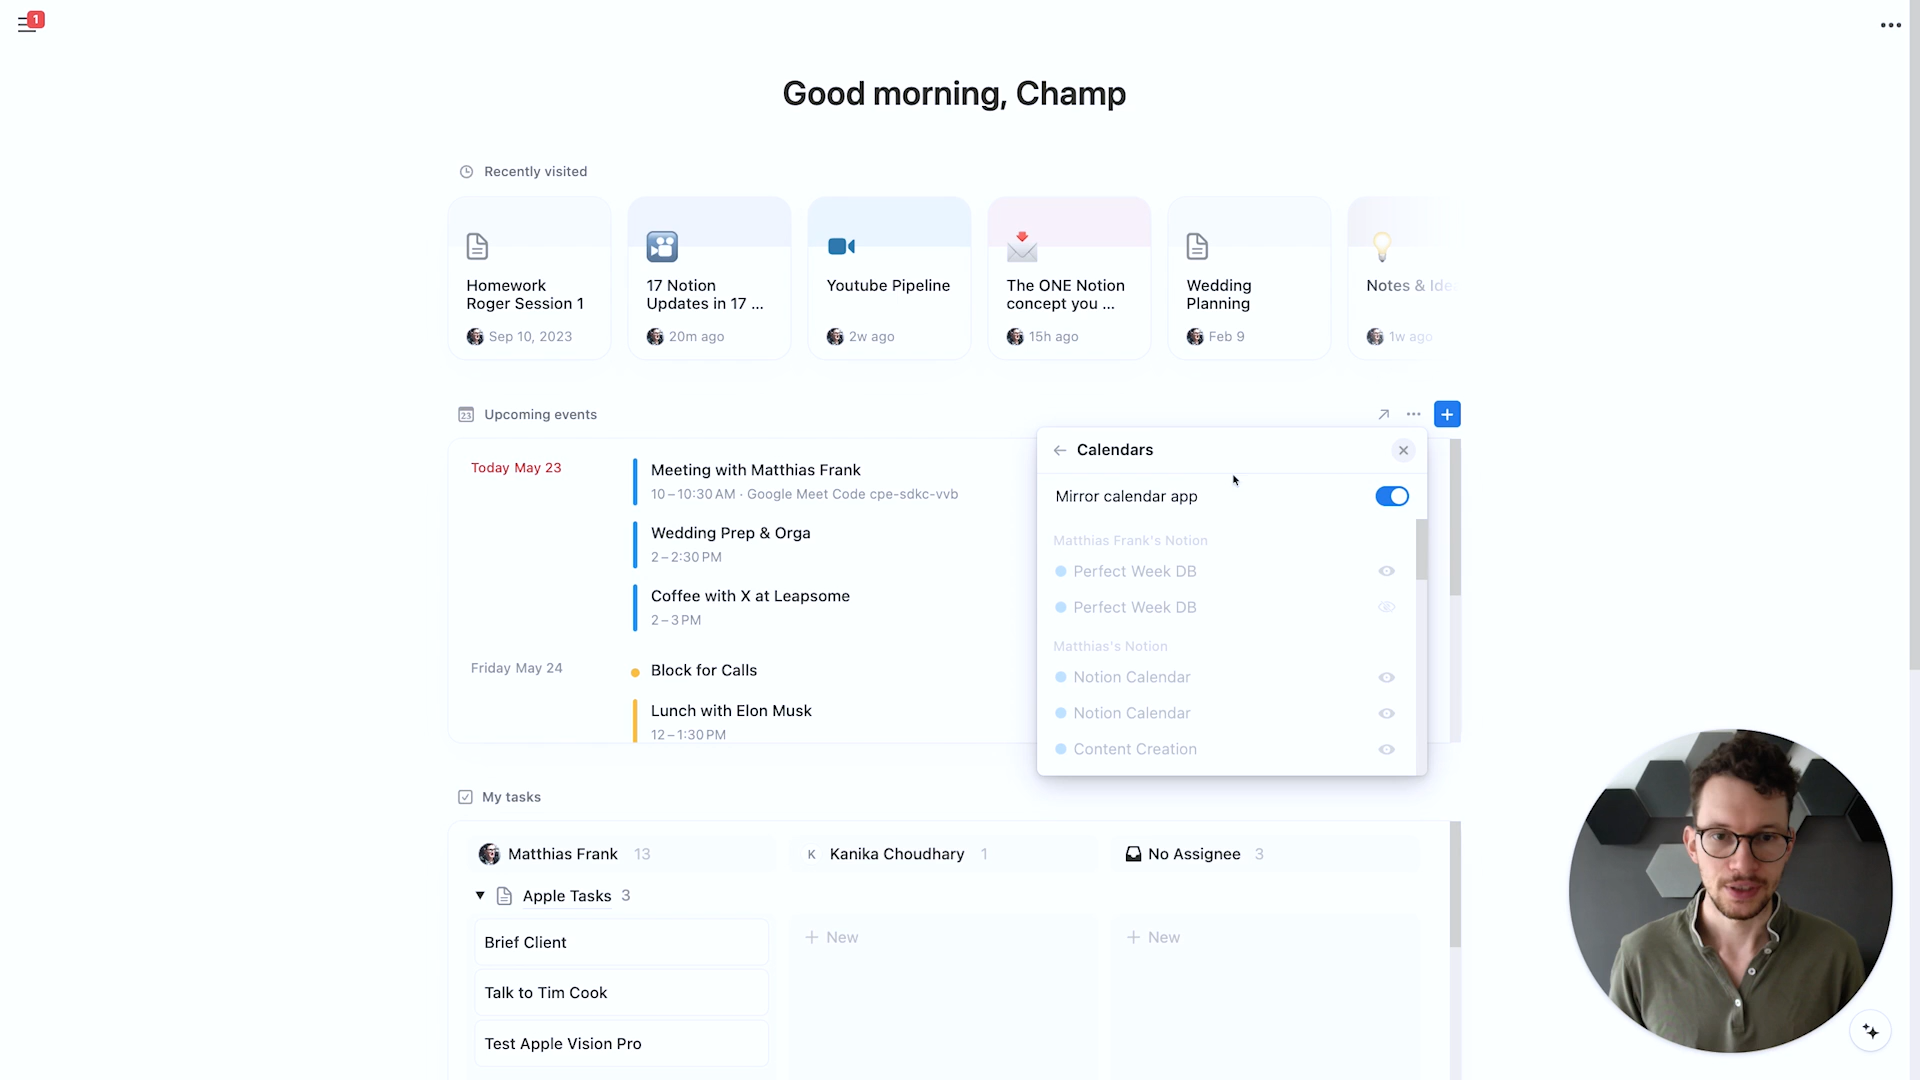 1
Good morning, Champ
Recently visited
Homework
Roger Session 1
Sep 10, 2023
17 Notion
Updates in 17 ...
20m ago
Youtube Pipeline
2w ago
The ONE Notion
concept you ...
15h ago
Wedding
Planning
Feb 9
Notes & Ide
1w ago
23
Upcoming events
Today May 23
Meeting with Matthias Frank
10 – 10:30 AM · Google Meet Code cpe-sdkc-vvb
Wedding Prep & Orga
2 – 2:30 PM
Coffee with X at Leapsome
2 – 3 PM
Friday May 24
Block for Calls
Lunch with Elon Musk
12 – 1:30 PM
Calendars
Mirror calendar app
Matthias Frank's Notion
Perfect Week DB
Perfect Week DB
Matthias's Notion
Notion Calendar
Notion Calendar
Content Creation
My tasks
Matthias Frank 13
K Kanika Choudhary 1
No Assignee 3
Apple Tasks 3
Brief Client
Talk to Tim Cook
Test Apple Vision Pro
+ New
+ New